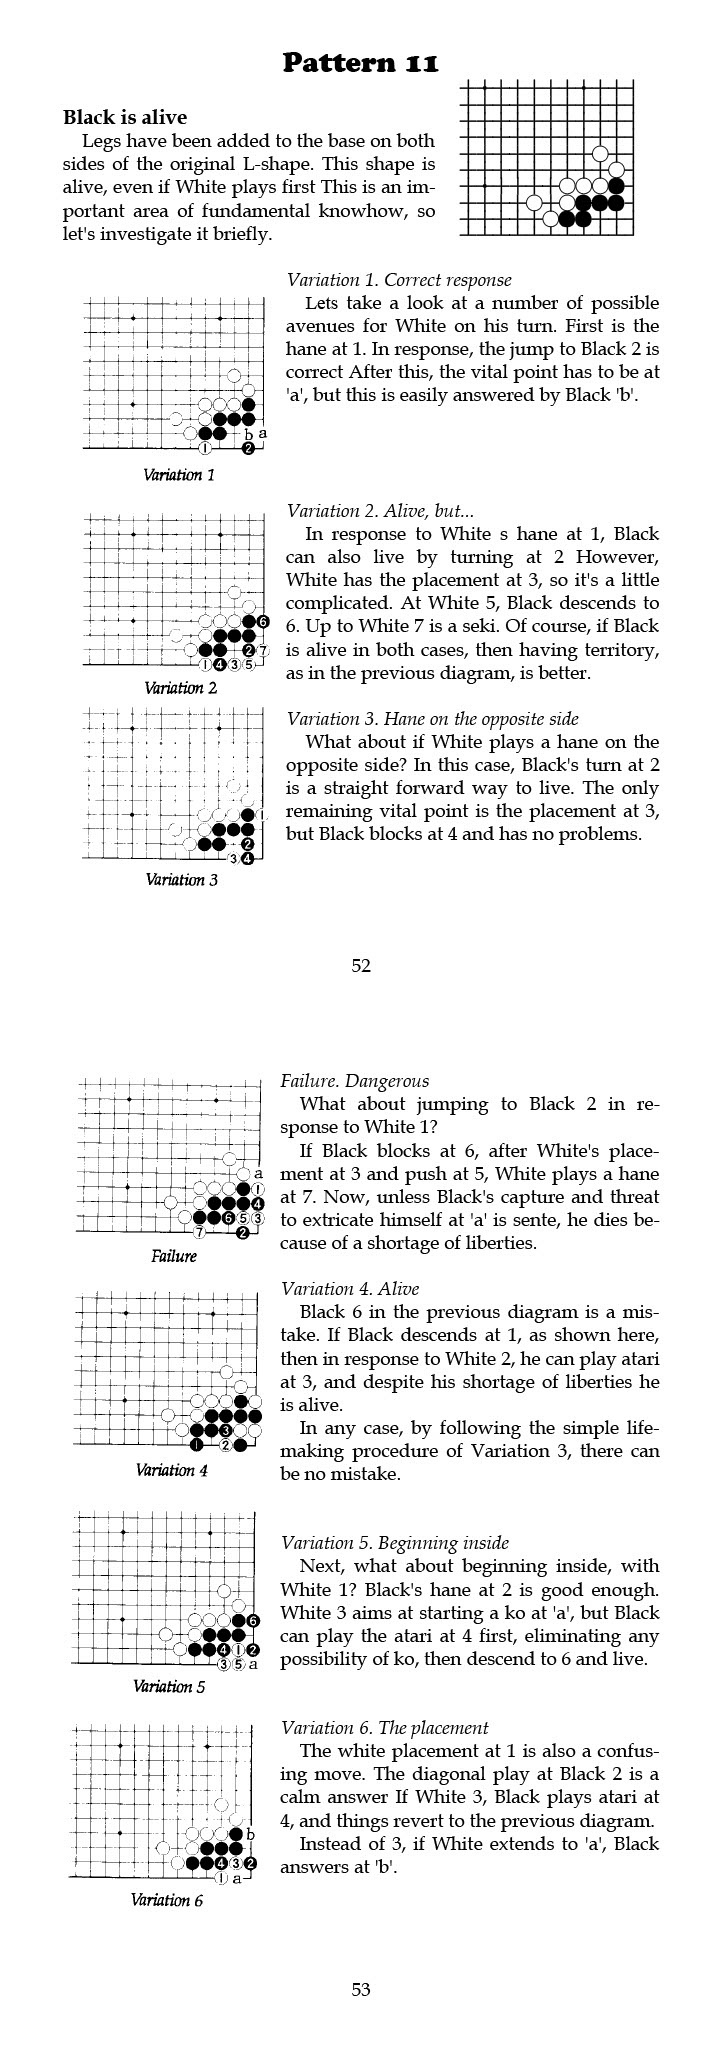 Pattern 11
Black is alive
Legs have been added to the base on both
sides of the original L-shape. This shape is
alive, even if White plays first This is an im-
portant area of fundamental knowhow, so
let's investigate it briefly.
Variation 1. Correct response
Lets take a look at a number of possible
avenues for White on his turn. First is the
hane at 1. In response, the jump to Black 2 is
correct After this, the vital point has to be at
'a', but this is easily answered by Black 'b'.
b a
1 2
Variation 1
Variation 2. Alive, but...
In response to White s hane at 1, Black
can also live by turning at 2 However,
White has the placement at 3, so it's a little
complicated. At White 5, Black descends to
6. Up to White 7 is a seki. Of course, if Black
is alive in both cases, then having territory,
as in the previous diagram, is better.
6
2 7
1 4 3 5
Variation 2
Variation 3. Hane on the opposite side
What about if White plays a hane on the
opposite side? In this case, Black's turn at 2
is a straight forward way to live. The only
remaining vital point is the placement at 3,
but Black blocks at 4 and has no problems.
1
2
3 4
Variation 3
52
Failure. Dangerous
What about jumping to Black 2 in re-
sponse to White 1?
If Black blocks at 6, after White's place-
ment at 3 and push at 5, White plays a hane
at 7. Now, unless Black's capture and threat
to extricate himself at 'a' is sente, he dies be-
cause of a shortage of liberties.
a
1
4
6 5 3
7 2
Failure
Variation 4. Alive
Black 6 in the previous diagram is a mis-
take. If Black descends at 1, as shown here,
then in response to White 2, he can play atari
at 3, and despite his shortage of liberties he
is alive.
In any case, by following the simple life-
making procedure of Variation 3, there can
be no mistake.
3
1 2
Variation 4
Variation 5. Beginning inside
Next, what about beginning inside, with
White 1? Black's hane at 2 is good enough.
White 3 aims at starting a ko at 'a', but Black
can play the atari at 4 first, eliminating any
possibility of ko, then descend to 6 and live.
6
4 1 2
3 5 a
Variation 5
Variation 6. The placement
The white placement at 1 is also a confus-
ing move. The diagonal play at Black 2 is a
calm answer If White 3, Black plays atari at
4, and things revert to the previous diagram.
Instead of 3, if White extends to 'a', Black
answers at 'b'.
b
4 3 2
1 a
Variation 6
53